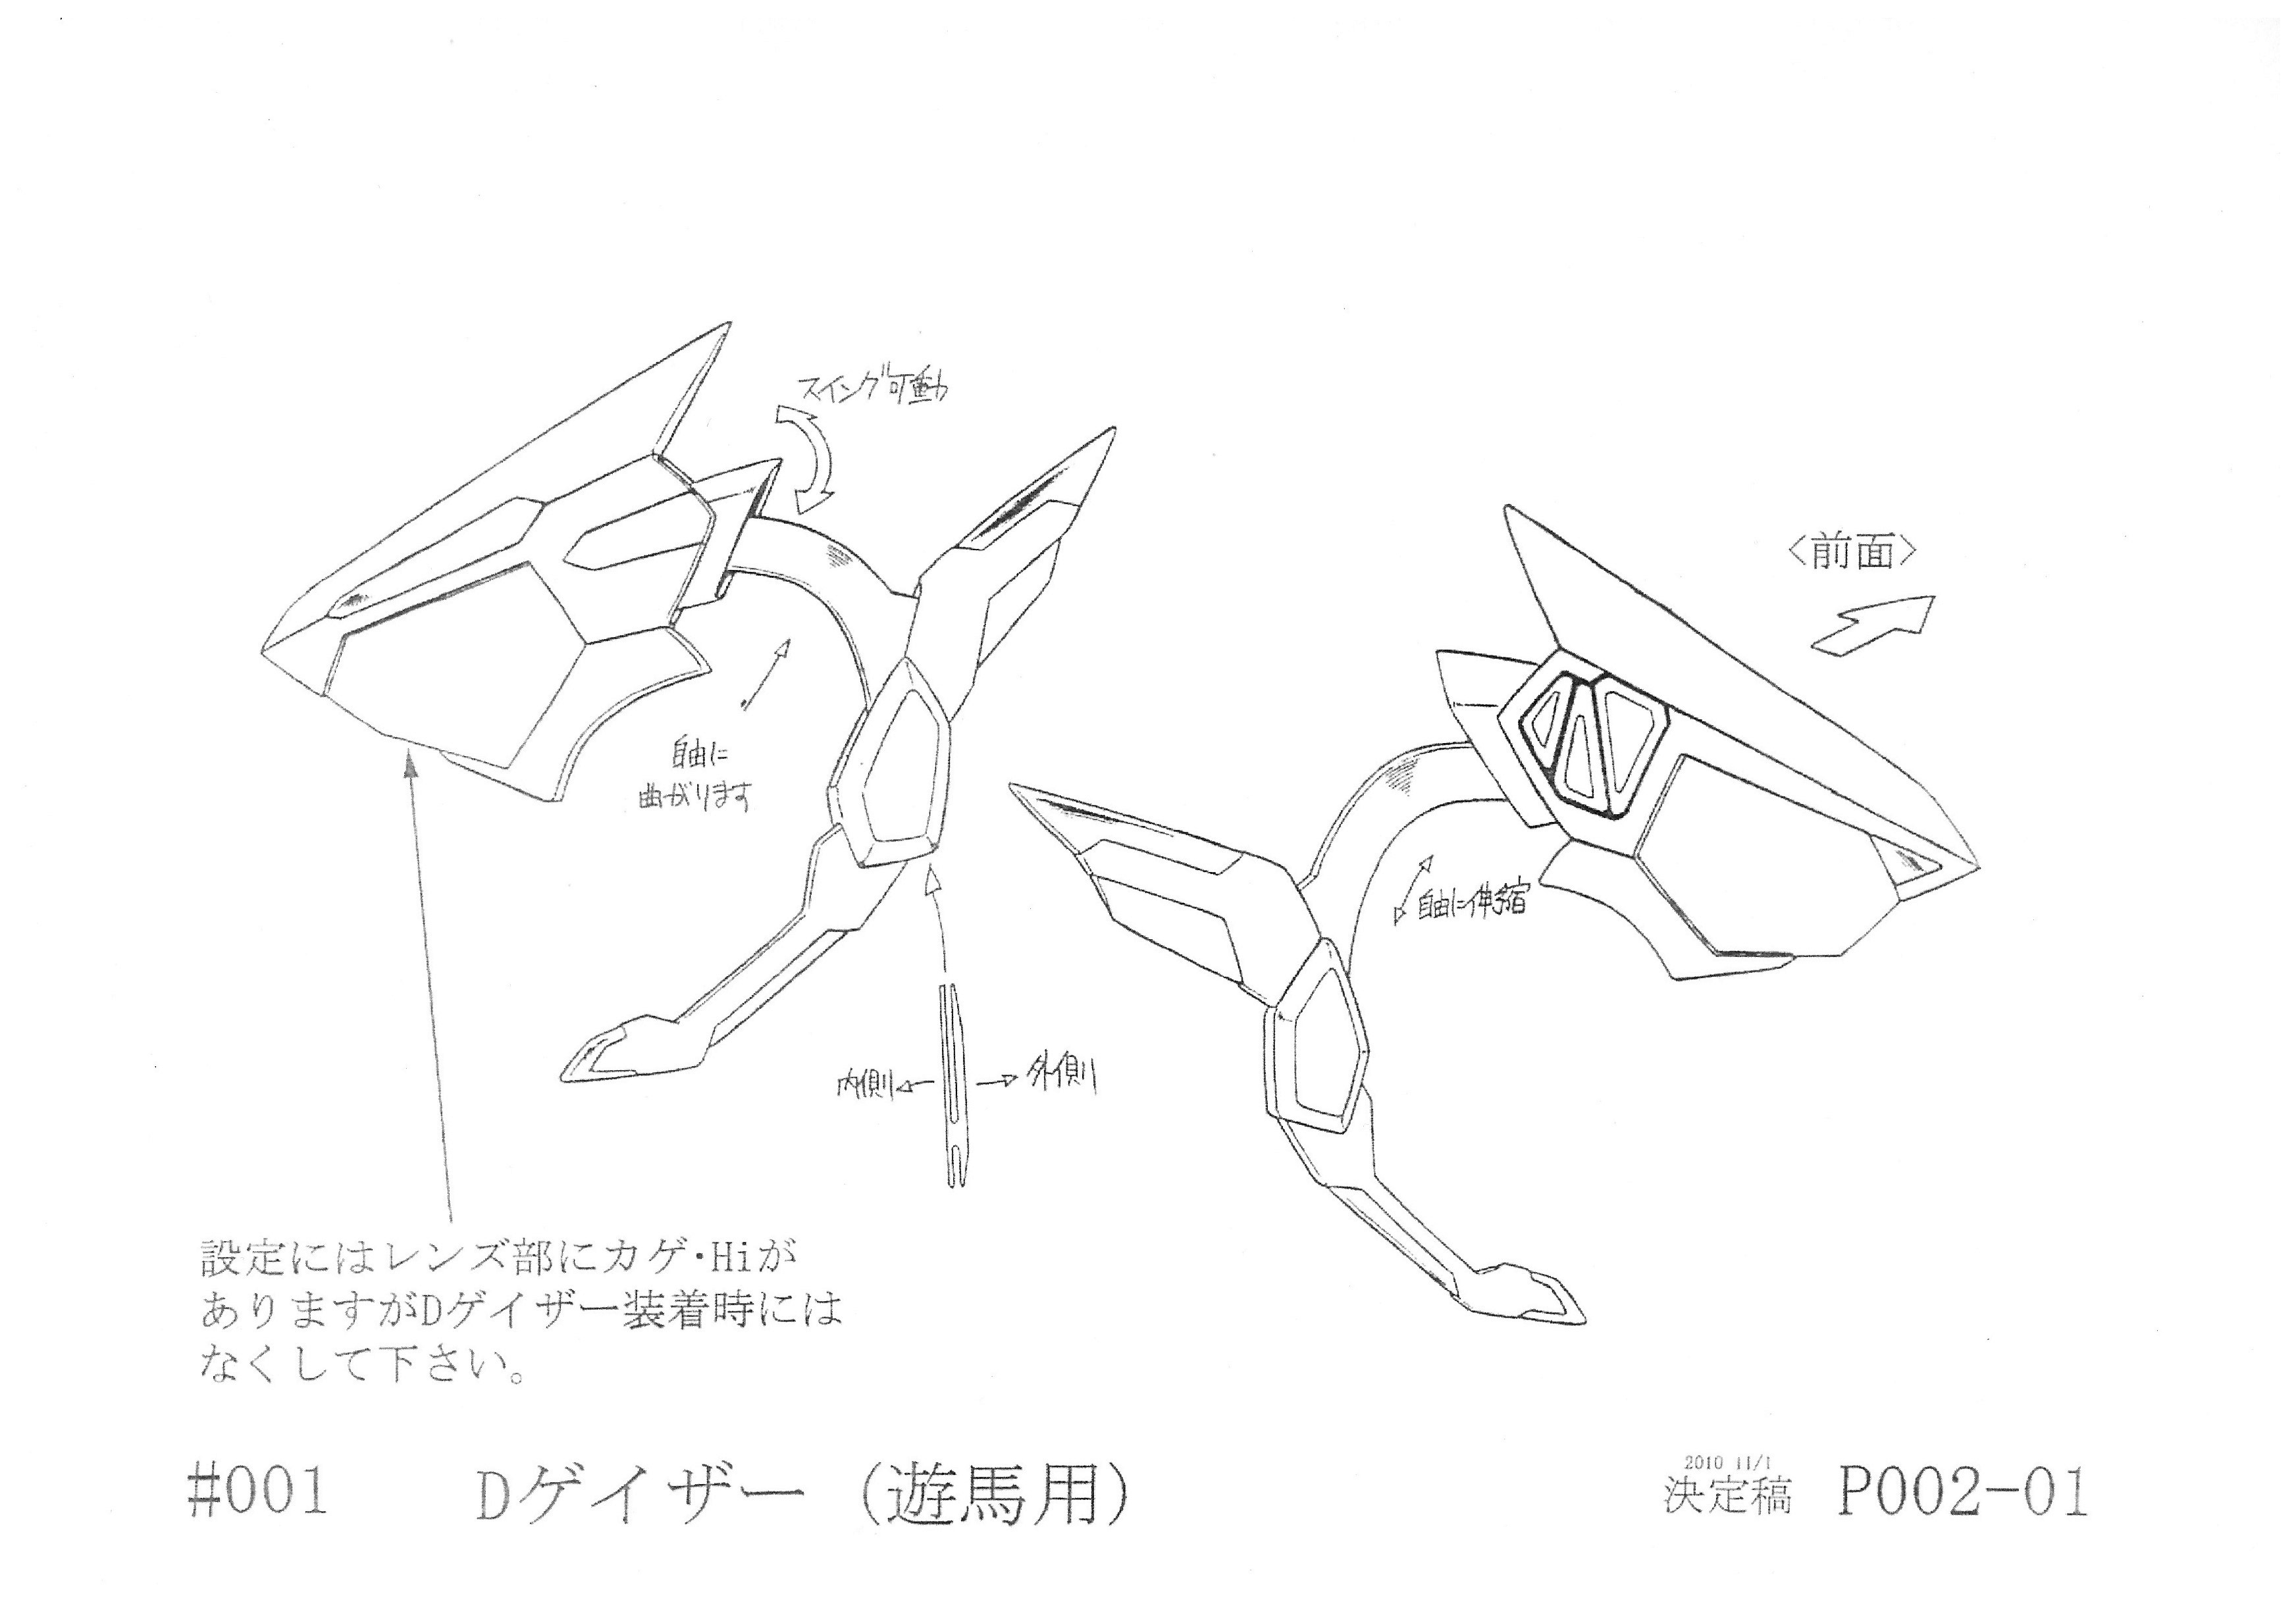 スイング可動
<前面>
自由に
曲がります
自由に伸縮
内側
外側
設定にはレンズ部にカゲ・Hiが
ありますがDゲイザー装着時には
なくして下さい。
#001 Dゲイザー (遊馬用)
2010 11/1
決定稿 P002-01